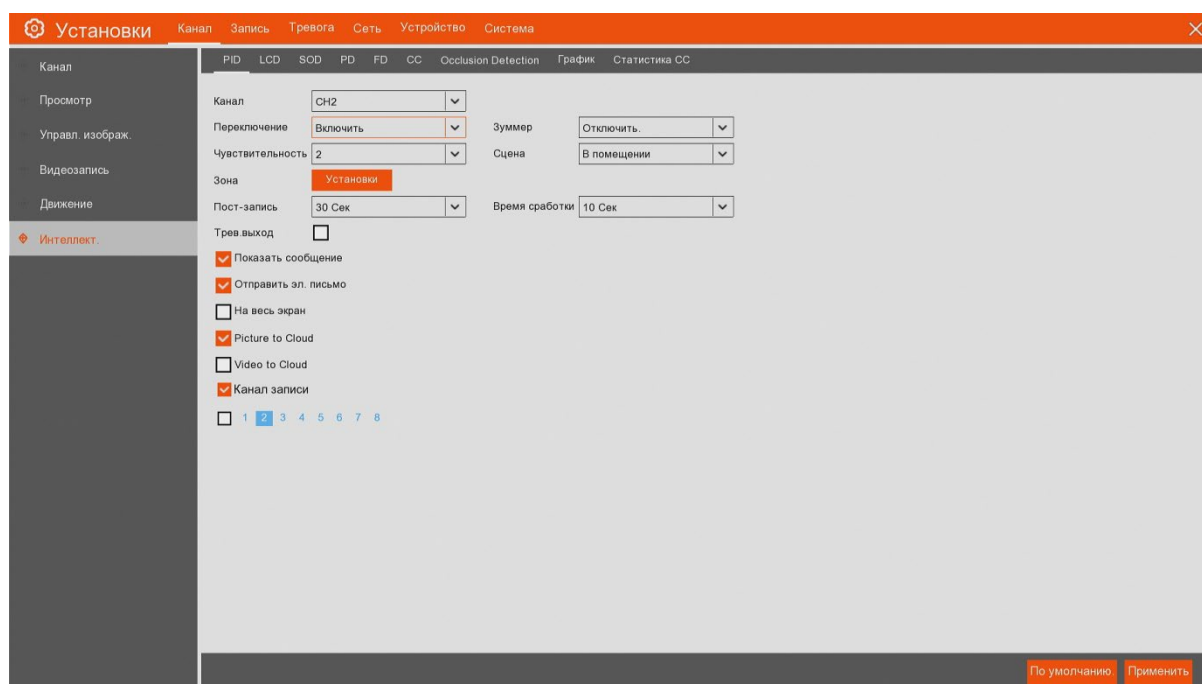 Установки Канал Запись Тревога Сеть Устройство Система
Канал
Просмотр
Управл. изображ.
Видеозапись
Движение
Интеллект.
PID LCD SOD PD FD CC Occlusion Detection График Статистика CC
Канал CH2
Переключение Включить Зуммер Отключить.
Чувствительность 2 Сцена В помещении
Зона Установки
Пост-запись 30 Сек Время сработки 10 Сек
Трев.выход
Показать сообщение
Отправить эл. письмо
На весь экран
Picture to Cloud
Video to Cloud
Канал записи
1 2 3 4 5 6 7 8
По умолчанию Применить